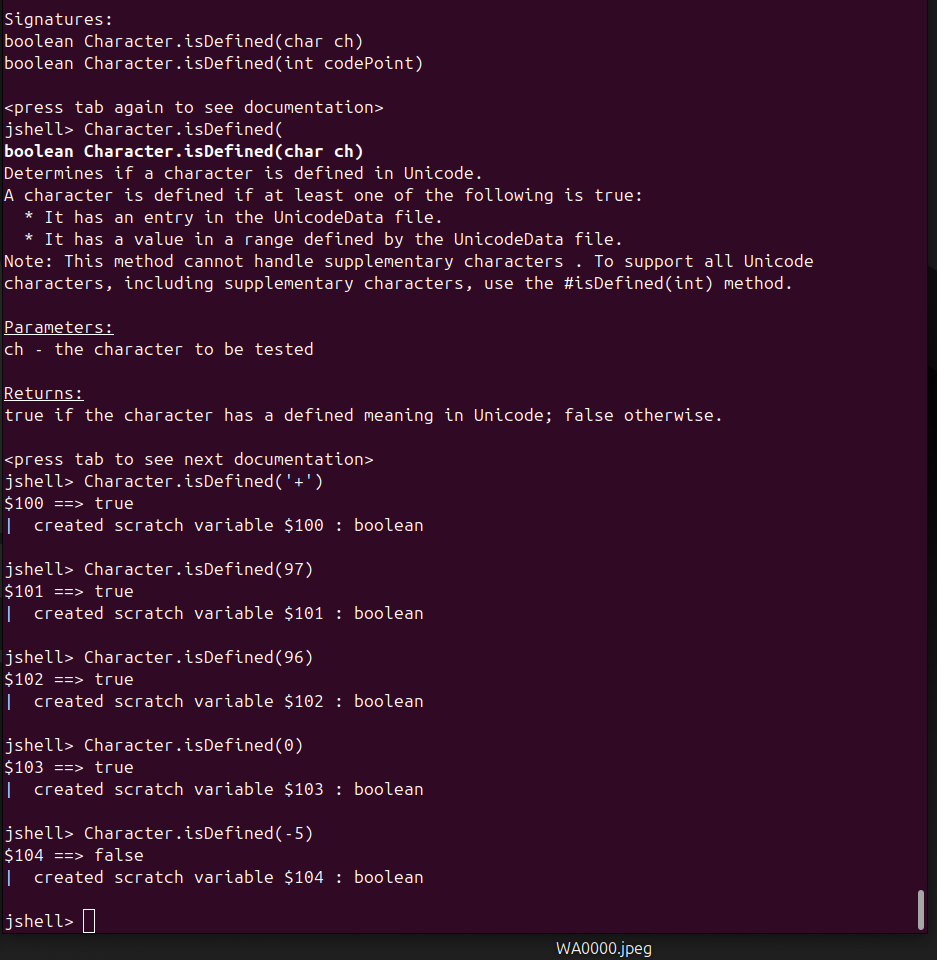 Signatures:
boolean Character.isDefined(char ch)
boolean Character.isDefined(int codePoint)

<press tab again to see documentation>
jshell> Character.isDefined(
boolean Character.isDefined(char ch)
Determines if a character is defined in Unicode.
A character is defined if at least one of the following is true:
  * It has an entry in the UnicodeData file.
  * It has a value in a range defined by the UnicodeData file.
Note: This method cannot handle supplementary characters . To support all Unicode
characters, including supplementary characters, use the #isDefined(int) method.

Parameters:
ch - the character to be tested

Returns:
true if the character has a defined meaning in Unicode; false otherwise.

<press tab to see next documentation>
jshell> Character.isDefined('+')
$100 ==> true
|  created scratch variable $100 : boolean

jshell> Character.isDefined(97)
$101 ==> true
|  created scratch variable $101 : boolean

jshell> Character.isDefined(96)
$102 ==> true
|  created scratch variable $102 : boolean

jshell> Character.isDefined(0)
$103 ==> true
|  created scratch variable $103 : boolean

jshell> Character.isDefined(-5)
$104 ==> false
|  created scratch variable $104 : boolean

jshell>
WA0000.jpeg